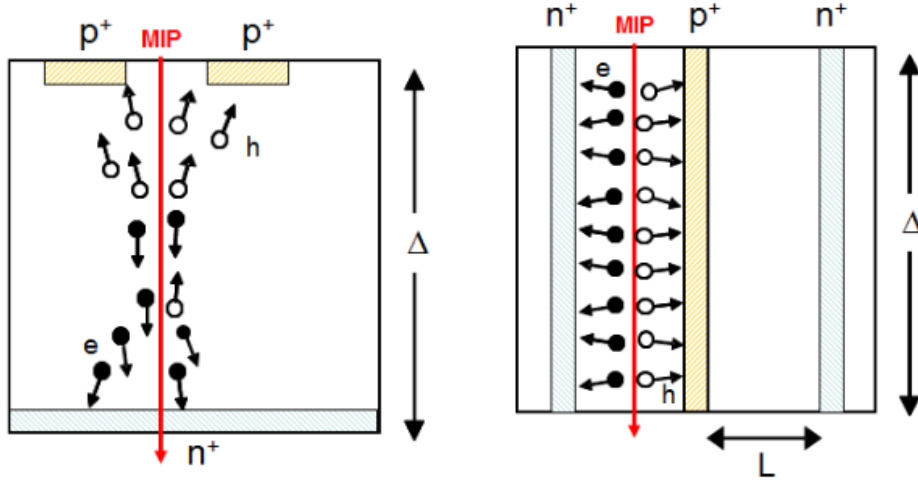 p+ MIP p+
h
Δ
e
n+
n+ MIP p+ n+
e
Δ
h
L